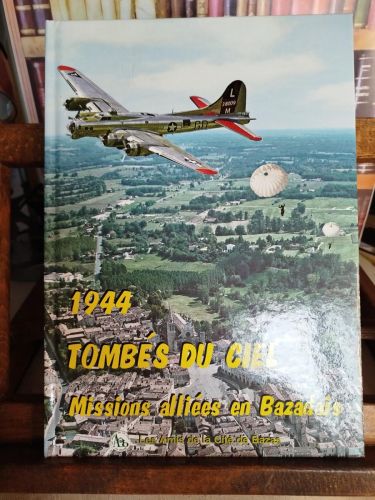 L
M
1944
TOMBÉS DU CIEL
Missions alliées en Bazadais
Les Amis de la Cité de Bazas